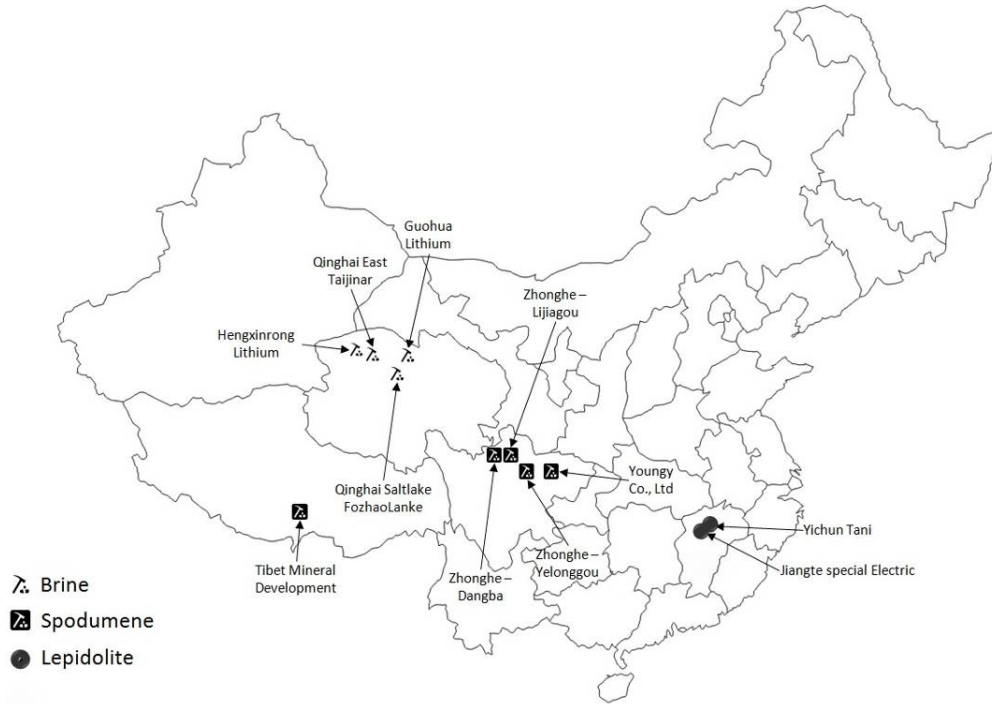 Guohua
Lithium
Qinghai East
Taijinar
Zhonghe –
Lijiagou
Hengxinrong
Lithium
Qinghai Saltlake
FozhaoLanke
Youngy
Co., Ltd
Yichun Tani
Zhonghe –
Yelonggou
Jiangte special Electric
Tibet Mineral
Development
Zhonghe –
Dangba
Brine
Spodumene
Lepidolite